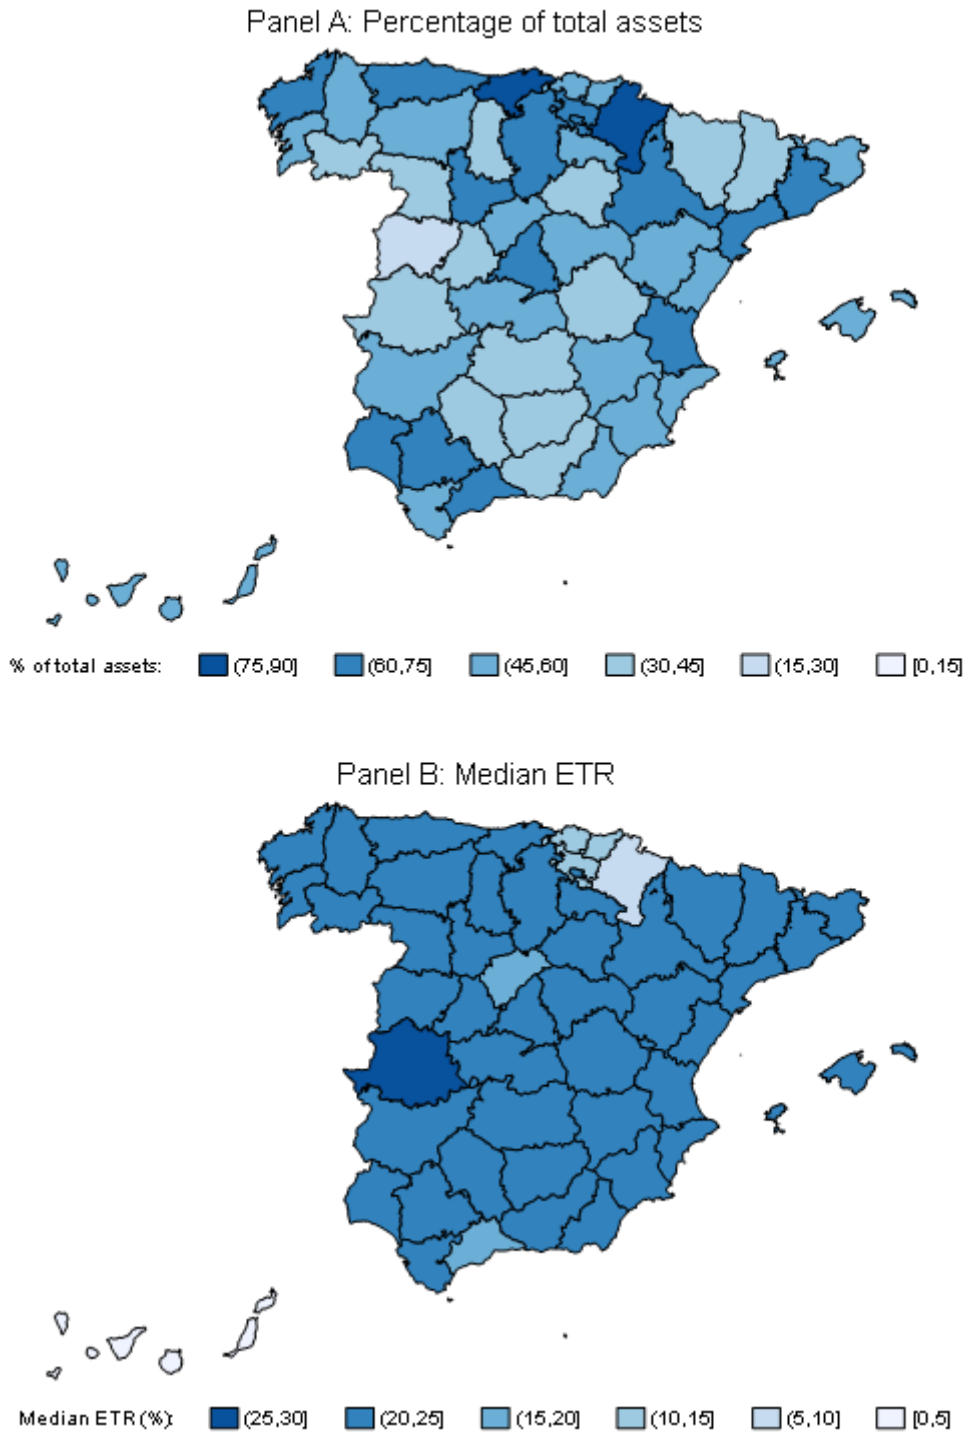 Panel A: Percentage of total assets
% of total assets: (75,90] (60,75] (45,60] (30,45] (15,30] [0,15]
Panel B: Median ETR
Median ETR (%): (25,30] (20,25] (15,20] (10,15] (5,10] [0,5]